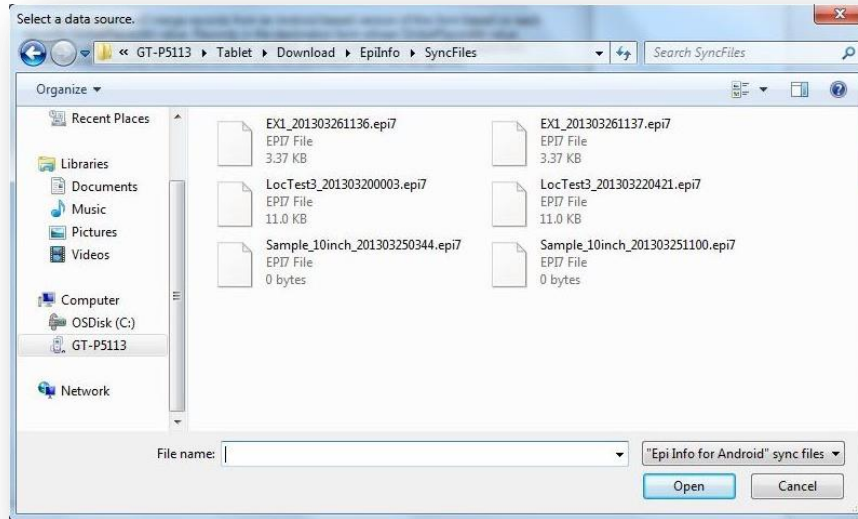 Select a data source.
« GT-P5113 ▸ Tablet ▸ Download ▸ EpiInfo ▸ SyncFiles
Search SyncFiles
Organize
Recent Places
Libraries
Documents
Music
Pictures
Videos
Computer
OSDisk (C:)
GT-P5113
Network
EX1_201303261136.epi7
EPI7 File
3.37 KB
EX1_201303261137.epi7
EPI7 File
3.37 KB
LocTest3_201303200003.epi7
EPI7 File
11.0 KB
LocTest3_201303220421.epi7
EPI7 File
11.0 KB
Sample_10inch_201303250344.epi7
EPI7 File
0 bytes
Sample_10inch_201303251100.epi7
EPI7 File
0 bytes
File name:
"Epi Info for Android" sync files
Open
Cancel